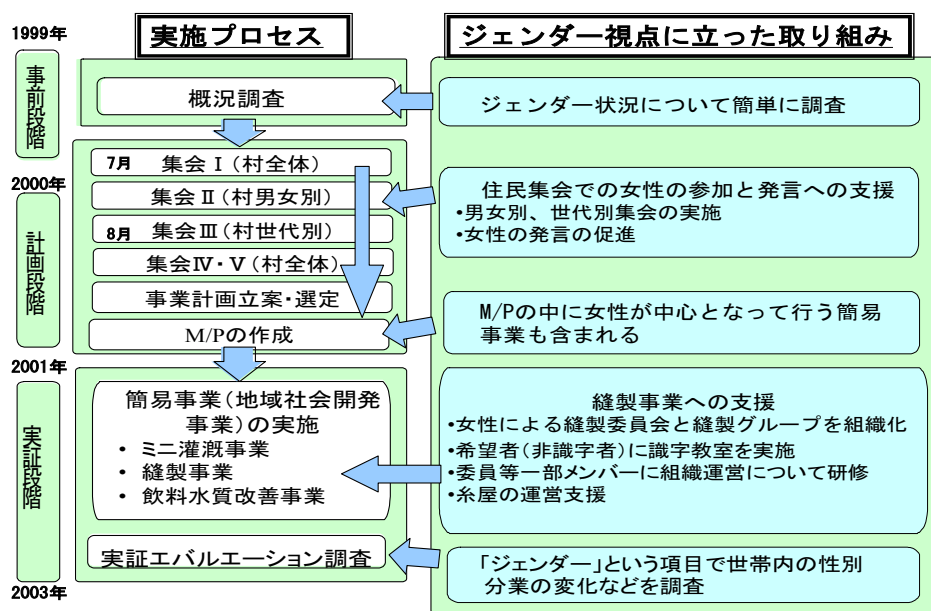 1999年
実施プロセス
ジェンダー視点に立った取り組み
事前段階
概況調査
ジェンダー状況について簡単に調査
2000年
計画段階
7月 集会Ⅰ(村全体)
集会Ⅱ(村男女別)
8月 集会Ⅲ(村世代別)
集会Ⅳ・Ⅴ(村全体)
事業計画立案・選定
M/Pの作成
住民集会での女性の参加と発言への支援
•男女別、世代別集会の実施
•女性の発言の促進
M/Pの中に女性が中心となって行う簡易
事業も含まれる
2001年
実証段階
簡易事業(地域社会開発
事業)の実施
• ミニ灌漑事業
• 縫製事業
• 飲料水質改善事業
縫製事業への支援
•女性による縫製委員会と縫製グループを組織化
•希望者(非識字者)に識字教室を実施
•委員等一部メンバーに組織運営について研修
•糸屋の運営支援
実証エバルエーション調査
「ジェンダー」という項目で世帯内の性別
分業の変化などを調査
2003年